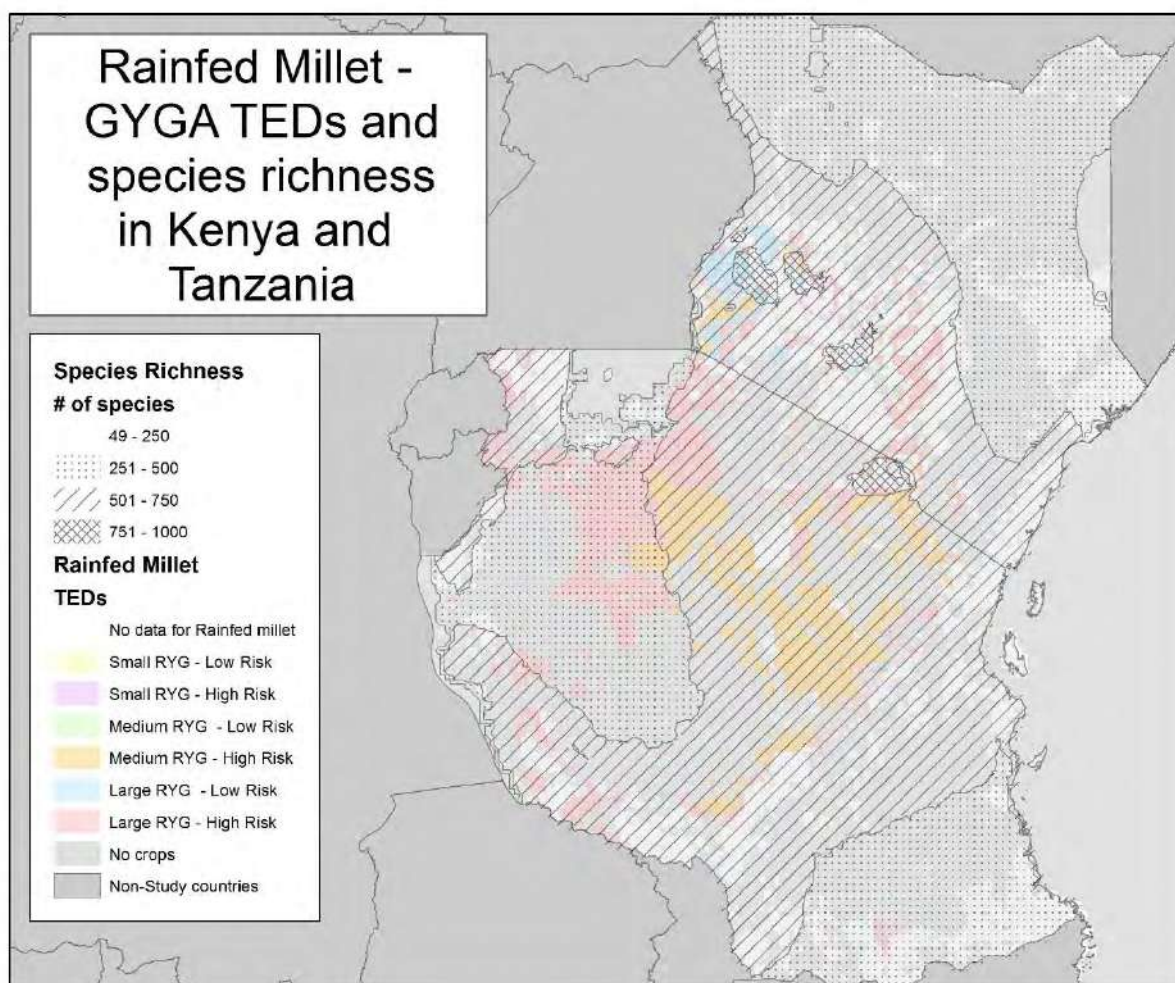 Rainfed Millet -
GYGA TEDs and
species richness
in Kenya and
Tanzania
Species Richness
# of species
49 - 250
251 - 500
501 - 750
751 - 1000
Rainfed Millet
TEDs
No data for Rainfed millet
Small RYG - Low Risk
Small RYG - High Risk
Medium RYG - Low Risk
Medium RYG - High Risk
Large RYG - Low Risk
Large RYG - High Risk
No crops
Non-Study countries